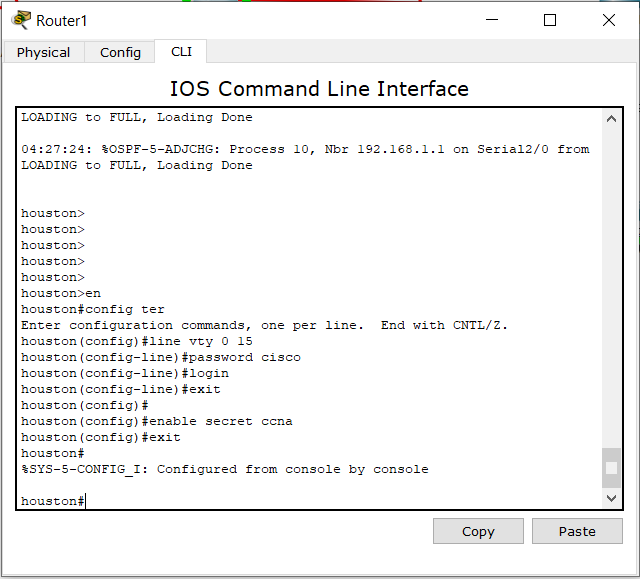 Router1
Physical Config CLI
IOS Command Line Interface
LOADING to FULL, Loading Done
04:27:24: %OSPF-5-ADJCHG: Process 10, Nbr 192.168.1.1 on Serial2/0 from
LOADING to FULL, Loading Done
houston>
houston>
houston>
houston>
houston>
houston>en
houston#config ter
Enter configuration commands, one per line.  End with CNTL/Z.
houston(config)#line vty 0 15
houston(config-line)#password cisco
houston(config-line)#login
houston(config-line)#exit
houston(config)#
houston(config)#enable secret ccna
houston(config)#exit
houston#
%SYS-5-CONFIG_I: Configured from console by console
houston#
Copy Paste